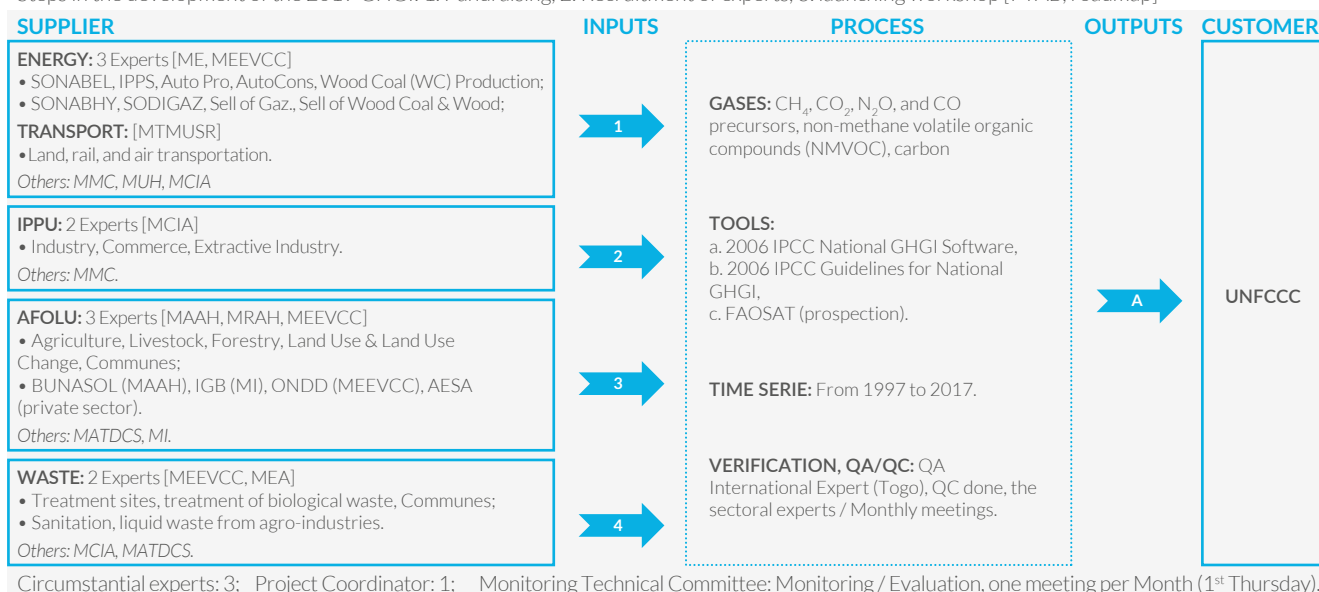 SUPPLIER
INPUTS
PROCESS
OUTPUTS
CUSTOMER
ENERGY: 3 Experts [ME, MEEVCC]
• SONABEL, IPPS, Auto Pro, AutoCons, Wood Coal (WC) Production;
• SONABHY, SODIGAZ, Sell of Gaz., Sell of Wood Coal & Wood;
TRANSPORT: [MTMUSR]
•Land, rail, and air transportation.
Others: MMC, MUH, MCIA
1
IPPU: 2 Experts [MCIA]
• Industry, Commerce, Extractive Industry.
Others: MMC.
2
AFOLU: 3 Experts [MAAH, MRAH, MEEVCC]
• Agriculture, Livestock, Forestry, Land Use & Land Use
Change, Communes;
• BUNASOL (MAAH), IGB (MI), ONDD (MEEVCC), AESA
(private sector).
Others: MATDCS, MI.
3
WASTE: 2 Experts [MEEVCC, MEA]
• Treatment sites, treatment of biological waste, Communes;
• Sanitation, liquid waste from agro-industries.
Others: MCIA, MATDCS.
4
GASES: CH₄, CO₂, N₂O, and CO
precursors, non-methane volatile organic
compounds (NMVOC), carbon
TOOLS:
a. 2006 IPCC National GHGI Software,
b. 2006 IPCC Guidelines for National
GHGI,
c. FAOSAT (prospection).
TIME SERIE: From 1997 to 2017.
VERIFICATION, QA/QC: QA
International Expert (Togo), QC done, the
sectoral experts / Monthly meetings.
A
UNFCCC
Circumstantial experts: 3; Project Coordinator: 1; Monitoring Technical Committee: Monitoring / Evaluation, one meeting per Month (1st Thursday).